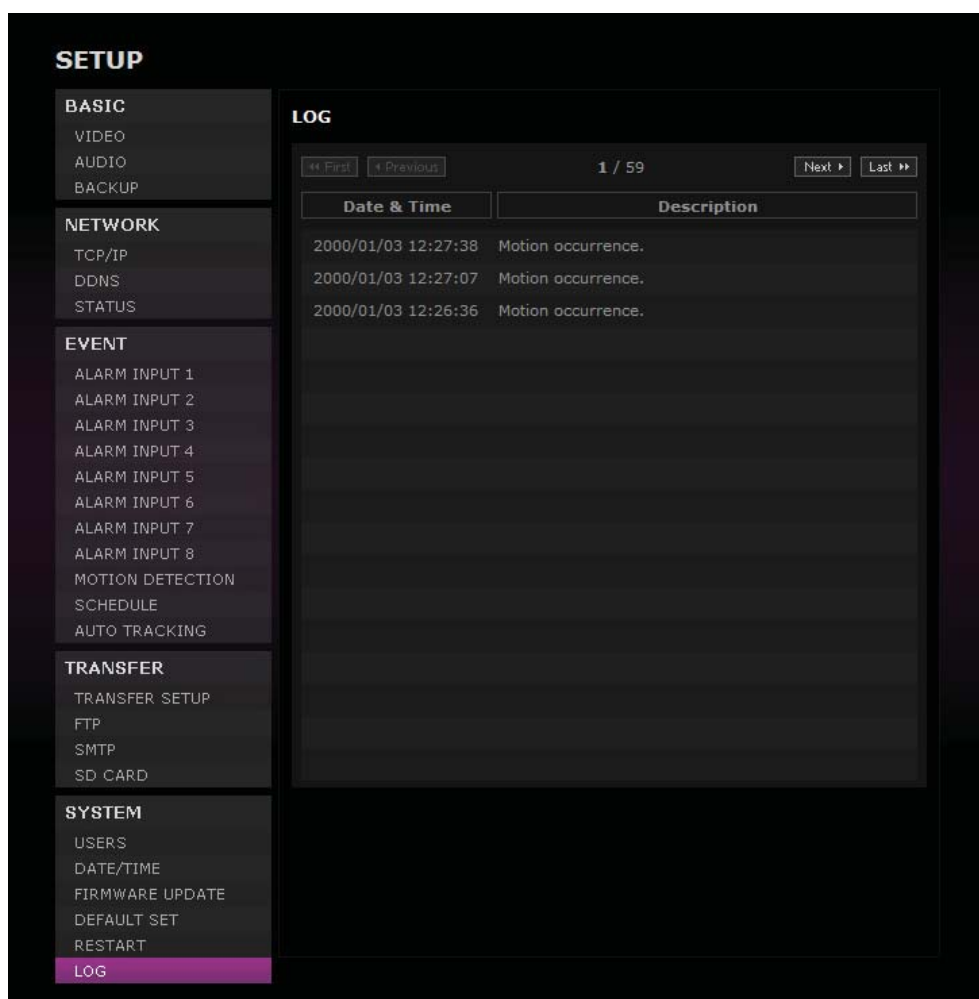 SETUP
BASIC
VIDEO
AUDIO
BACKUP
NETWORK
TCP/IP
DDNS
STATUS
EVENT
ALARM INPUT 1
ALARM INPUT 2
ALARM INPUT 3
ALARM INPUT 4
ALARM INPUT 5
ALARM INPUT 6
ALARM INPUT 7
ALARM INPUT 8
MOTION DETECTION
SCHEDULE
AUTO TRACKING
TRANSFER
TRANSFER SETUP
FTP
SMTP
SD CARD
SYSTEM
USERS
DATE/TIME
FIRMWARE UPDATE
DEFAULT SET
RESTART
LOG
LOG
First Previous 1 / 59 Next Last
Date & Time Description
2000/01/03 12:27:38 Motion occurrence.
2000/01/03 12:27:07 Motion occurrence.
2000/01/03 12:26:36 Motion occurrence.